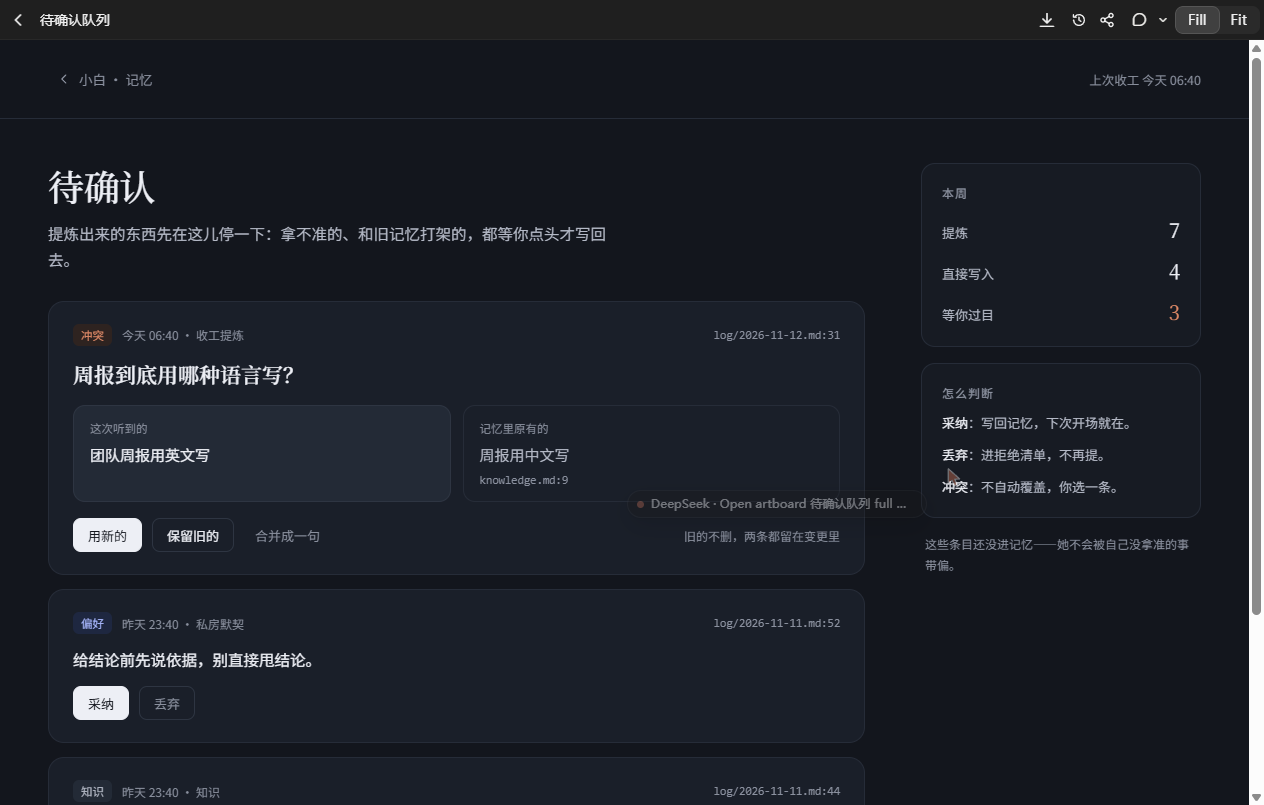 待确认队列
Fill Fit
小白 · 记忆
上次收工 今天 06:40
待确认
提炼出来的东西先在这儿停一下：拿不准的、和旧记忆打架的，都等你点头才写回
去。
冲突 今天 06:40 · 收工提炼 log/2026-11-12.md:31
周报到底用哪种语言写？
这次听到的
团队周报用英文写
记忆里原有的
周报用中文写
knowledge.md:9
用新的 保留旧的 合并成一句 旧的不删，两条都留在变更里
偏好 昨天 23:40 · 私房默契 log/2026-11-11.md:52
给结论前先说依据，别直接甩结论。
采纳 丢弃
知识 昨天 23:40 · 知识 log/2026-11-11.md:44
本周
提炼 7
直接写入 4
等你过目 3
怎么判断
采纳：写回记忆，下次开场就在。
丢弃：进拒绝清单，不再提。
冲突：不自动覆盖，你选一条。
DeepSeek · Open artboard 待确认队列 full ...
这些条目还没进记忆——她不会被自己没拿准的事
带偏。